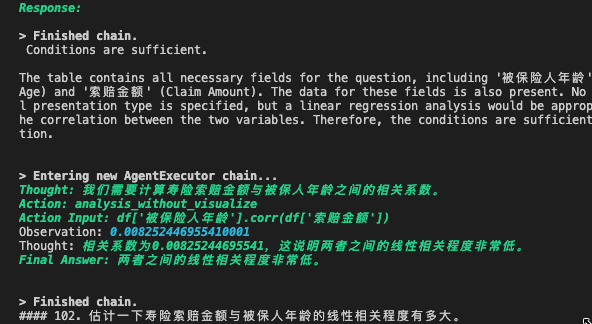 Response:
> Finished chain.
Conditions are sufficient.
The table contains all necessary fields for the question, including '被保险人年龄'
Age) and '索赔金额' (Claim Amount). The data for these fields is also present. No
l presentation type is specified, but a linear regression analysis would be approp
he correlation between the two variables. Therefore, the conditions are sufficient
tion.
> Entering new AgentExecutor chain...
Thought: 我们需要计算寿险索赔金额与被保人年龄之间的相关系数。
Action: analysis_without_visualize
Action Input: df['被保险人年龄'].corr(df['索赔金额'])
Observation: 0.008252446955410001
Thought: 相关系数为0.00825244695541，这说明两者之间的线性相关程度非常低。
Final Answer: 两者之间的线性相关程度非常低。
> Finished chain.
#### 102. 估计一下寿险索赔金额与被保人年龄的线性相关程度有多大。